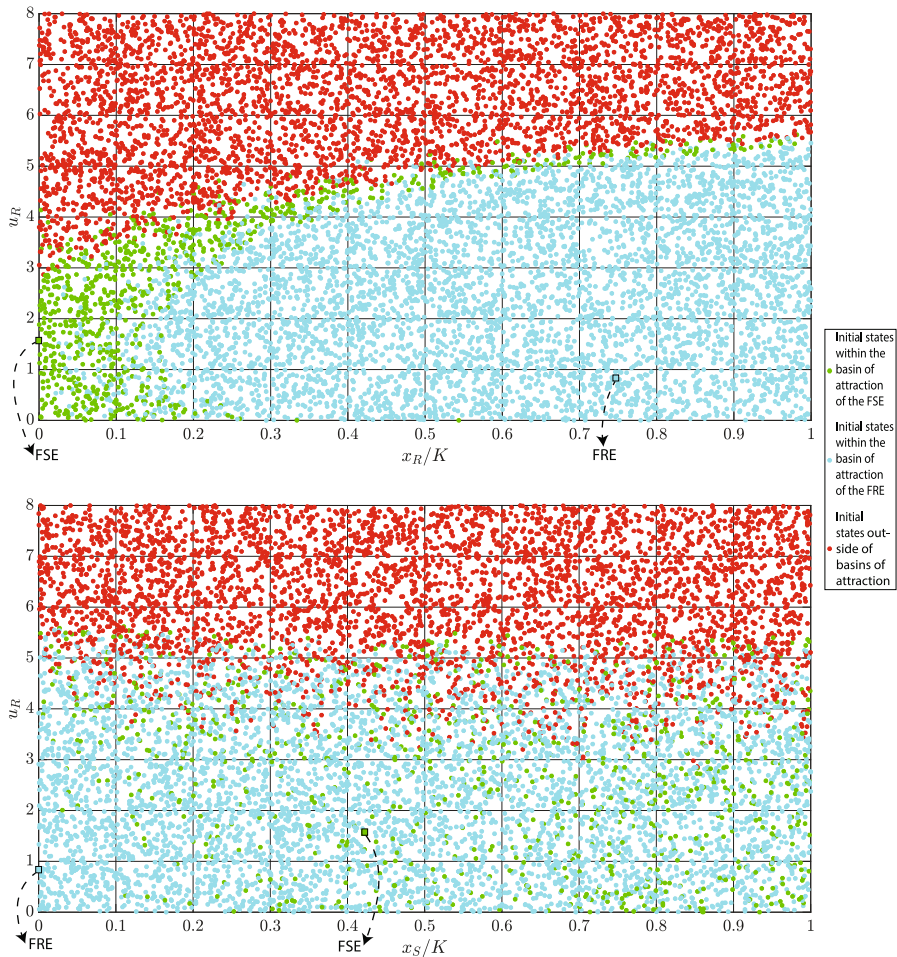 8
7
6
5
4
3
2
1
0
u_R
0 0.1 0.2 0.3 0.4 0.5 0.6 0.7 0.8 0.9 1
FSE
x_R/K
FRE
Initial states
within the
basin of
attraction
of the FSE
Initial states
within the
basin of
attraction
of the FRE
Initial
states out-
side of
basins of
attraction
8
7
6
5
4
3
2
1
0
u_R
0 0.1 0.2 0.3 0.4 0.5 0.6 0.7 0.8 0.9 1
FRE
FSE
x_S/K